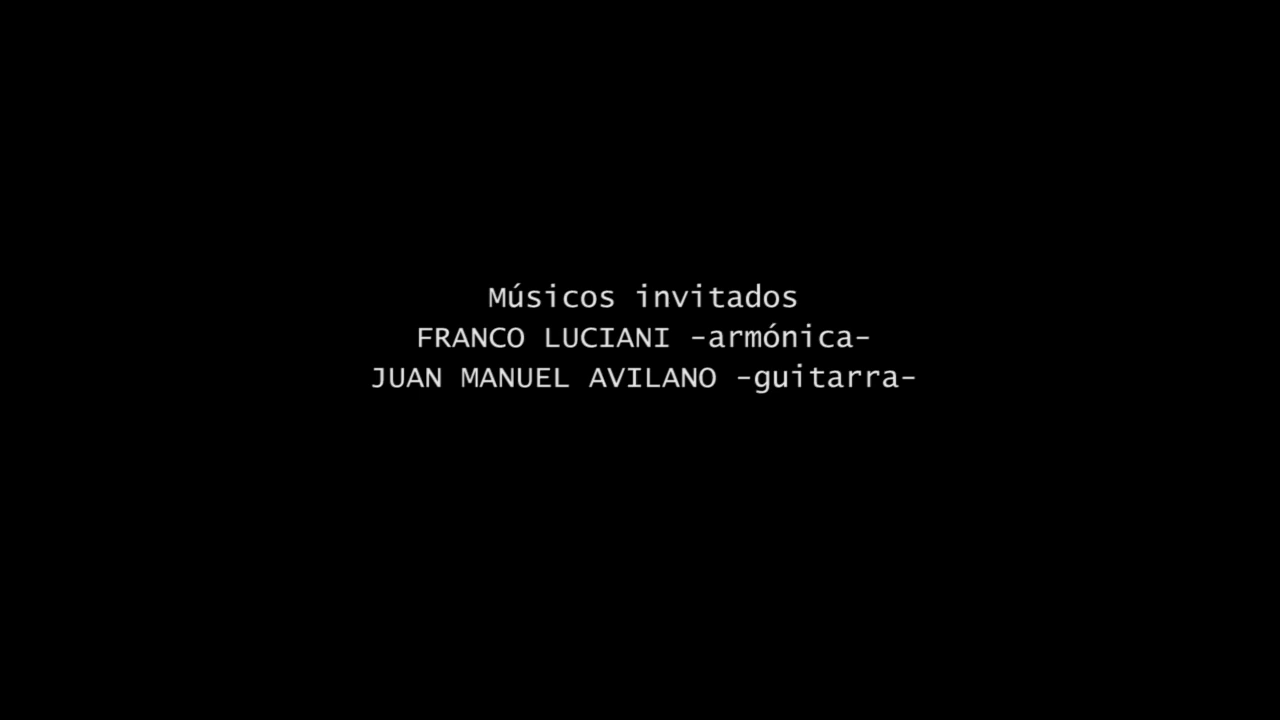 Músicos invitados
FRANCO LUCIANI -armónica-
JUAN MANUEL AVILANO -guitarra-